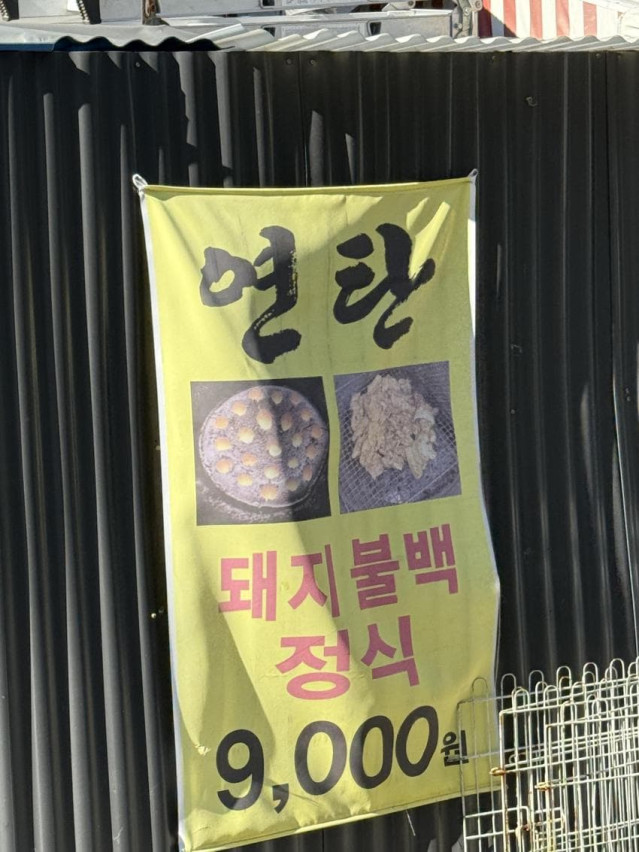 연탄
돼지불백
정식
9,000원